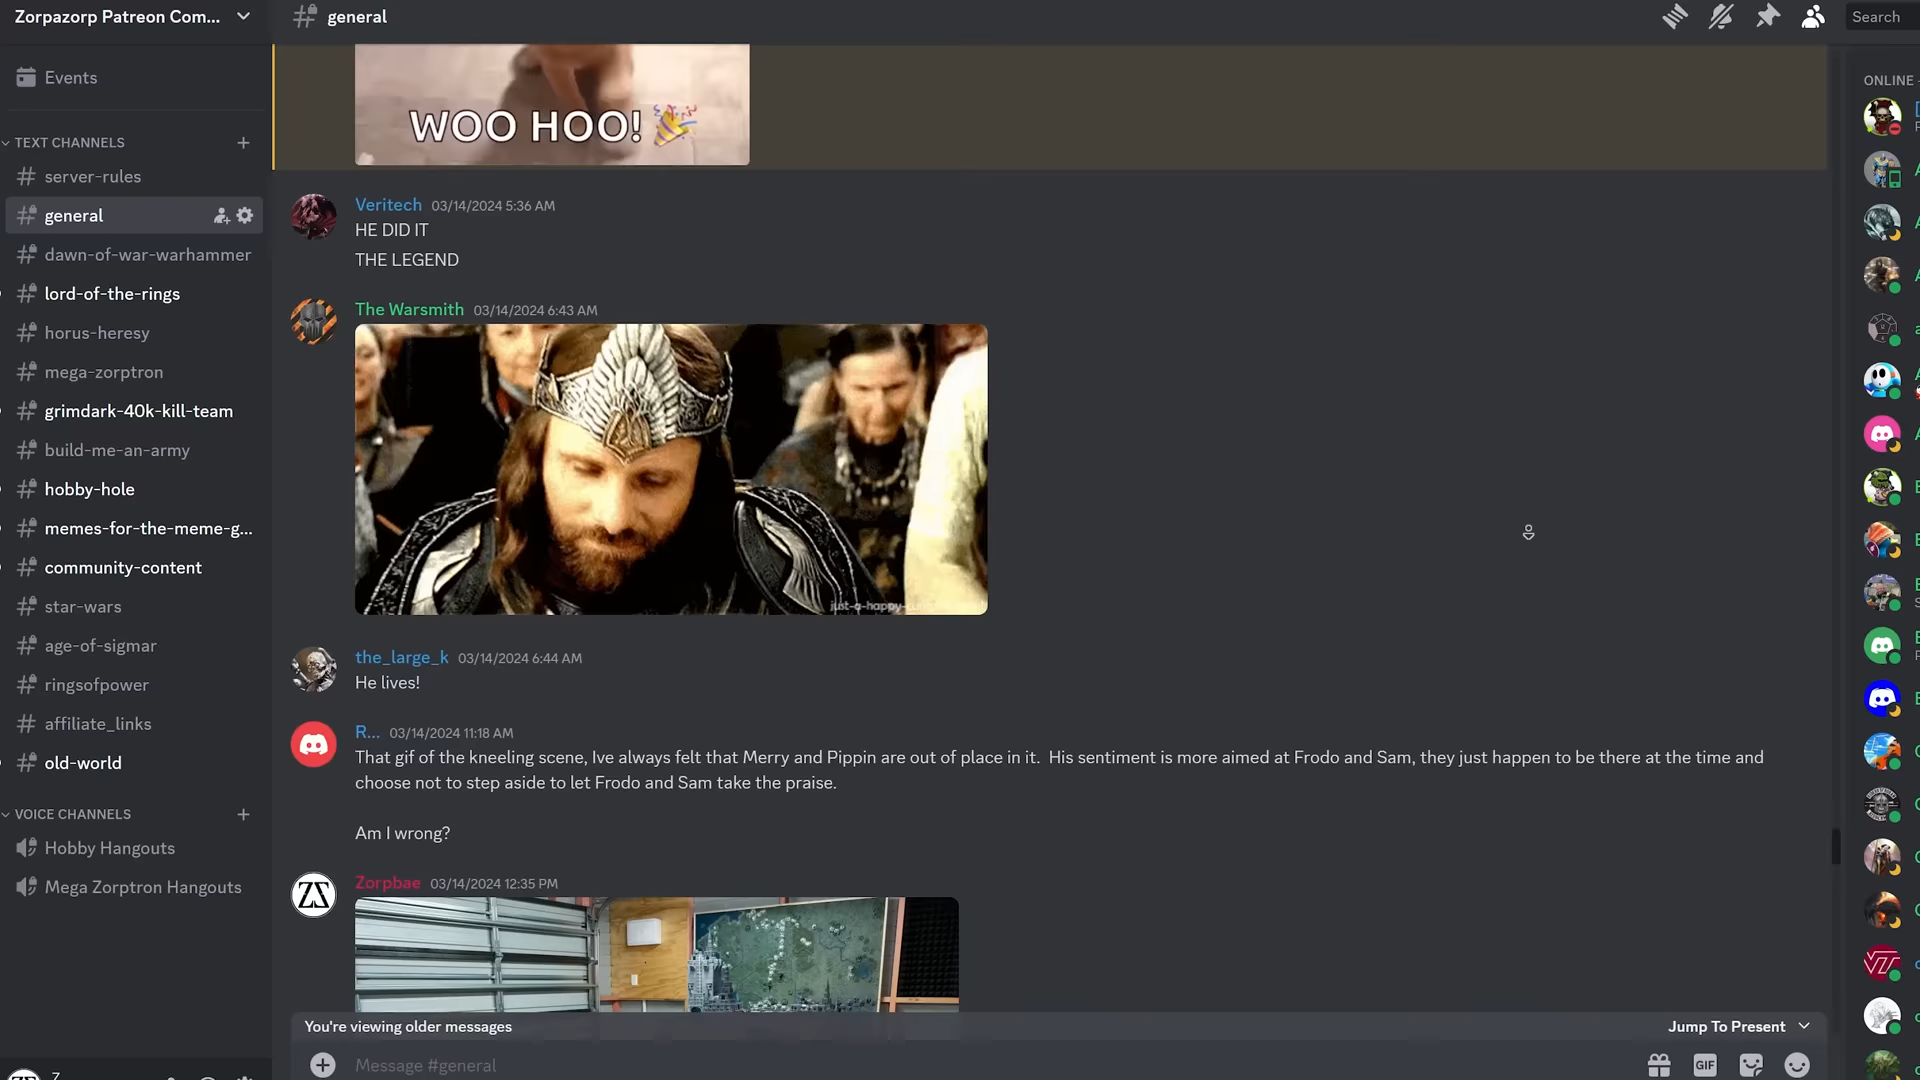 Zorpazorp Patreon Com...
general
Search
Events
TEXT CHANNELS
server-rules
general
dawn-of-war-warhammer
lord-of-the-rings
horus-heresy
mega-zorptron
grimdark-40k-kill-team
build-me-an-army
hobby-hole
memes-for-the-meme-g...
community-content
star-wars
age-of-sigmar
ringsofpower
affiliate_links
old-world
VOICE CHANNELS
Hobby Hangouts
Mega Zorptron Hangouts
WOO HOO! 🎉
Veritech 03/14/2024 5:36 AM
HE DID IT
THE LEGEND
The Warsmith 03/14/2024 6:43 AM
the_large_k 03/14/2024 6:44 AM
He lives!
R... 03/14/2024 11:18 AM
That gif of the kneeling scene, Ive always felt that Merry and Pippin are out of place in it. His sentiment is more aimed at Frodo and Sam, they just happen to be there at the time and
choose not to step aside to let Frodo and Sam take the praise.
Am I wrong?
Zorpbae 03/14/2024 12:35 PM
You're viewing older messages
Jump To Present
Message #general
GIF
ONLINE -